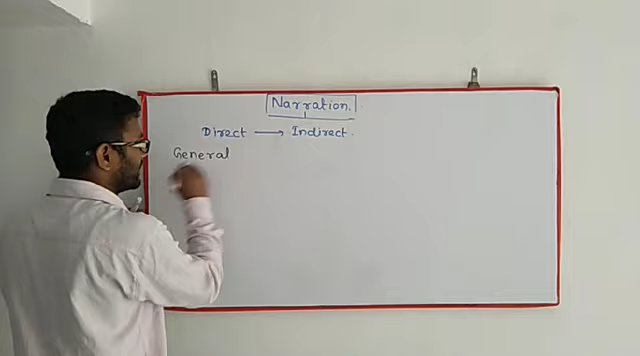 Narration.
Direct → Indirect.
General